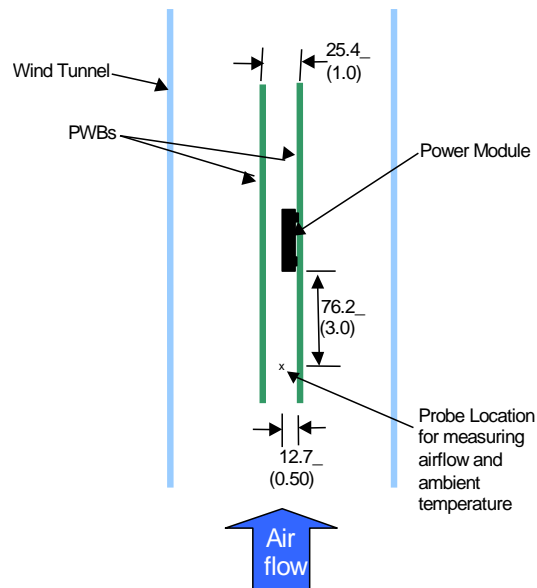 25.4_
(1.0)
Wind Tunnel
PWBs
Power Module
76.2_
(3.0)
x
Probe Location
for measuring
airflow and
ambient
temperature
12.7_
(0.50)
Air
flow